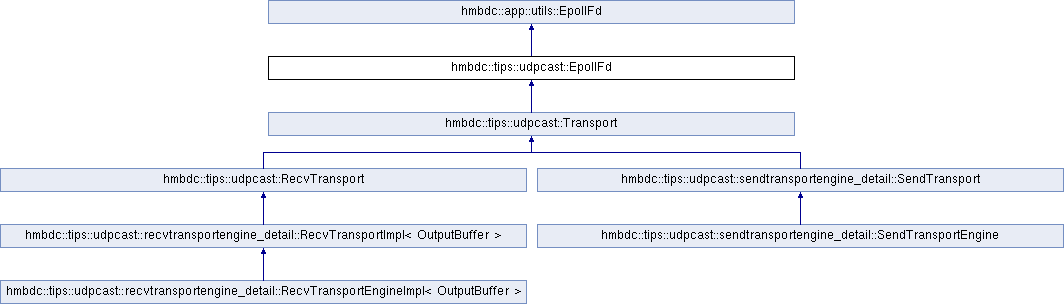 hmbdc::app::utils::EpollFd
hmbdc::tips::udpcast::EpollFd
hmbdc::tips::udpcast::Transport
hmbdc::tips::udpcast::RecvTransport
hmbdc::tips::udpcast::sendtransportengine_detail::SendTransport
hmbdc::tips::udpcast::recvtransportengine_detail::RecvTransportImpl< OutputBuffer >
hmbdc::tips::udpcast::sendtransportengine_detail::SendTransportEngine
hmbdc::tips::udpcast::recvtransportengine_detail::RecvTransportEngineImpl< OutputBuffer >